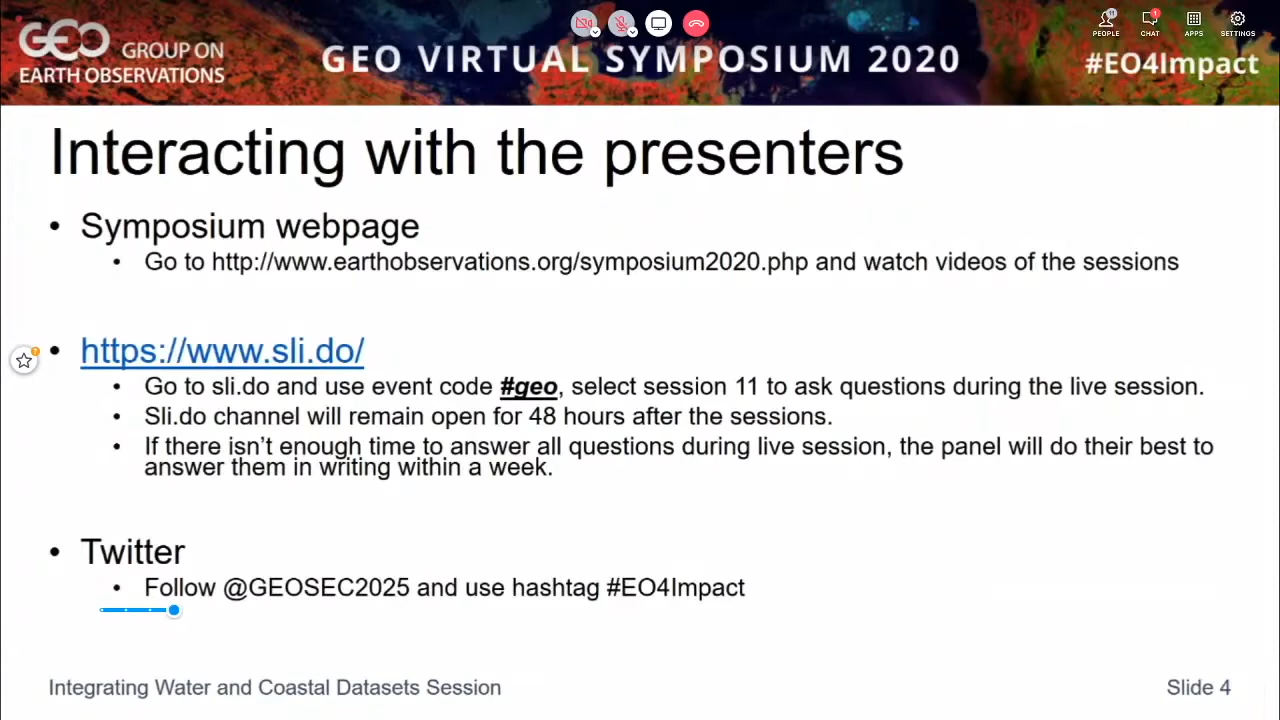 GEO GROUP ON
EARTH OBSERVATIONS
GEO VIRTUAL SYMPOSIUM 2020
#EO4Impact
11
PEOPLE
1
CHAT
APPS
SETTINGS
Interacting with the presenters
• Symposium webpage
• Go to http://www.earthobservations.org/symposium2020.php and watch videos of the sessions
• https://www.sli.do/
• Go to sli.do and use event code #geo, select session 11 to ask questions during the live session.
• Sli.do channel will remain open for 48 hours after the sessions.
• If there isn’t enough time to answer all questions during live session, the panel will do their best to
answer them in writing within a week.
• Twitter
• Follow @GEOSEC2025 and use hashtag #EO4Impact
Integrating Water and Coastal Datasets Session
Slide 4